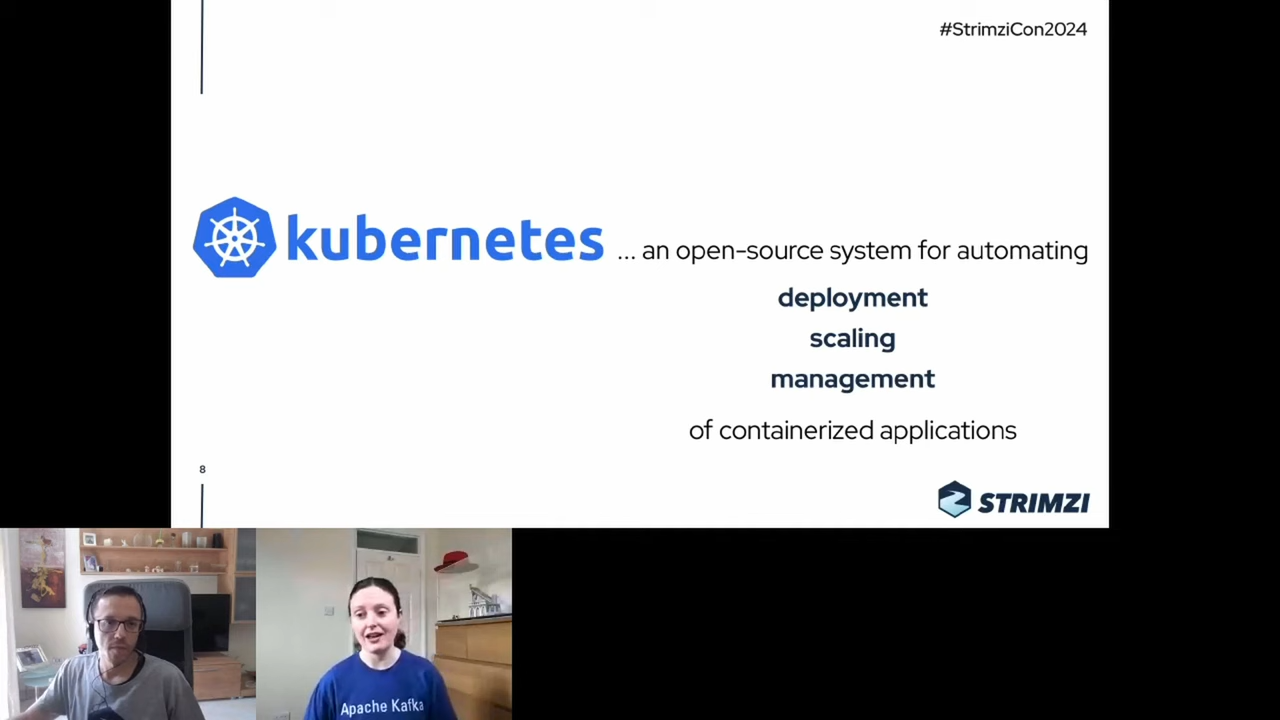 #StrimziCon2024
kubernetes ... an open-source system for automating
deployment
scaling
management
of containerized applications
8
STRIMZI
Apache Kafka